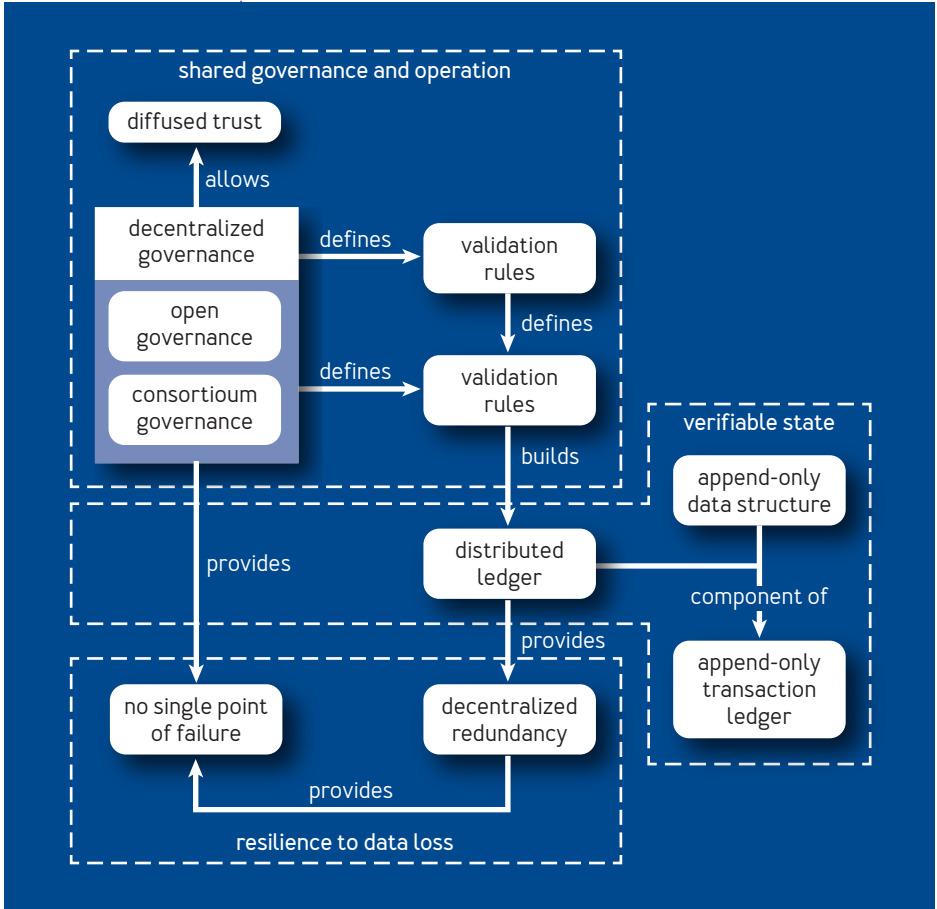 shared governance and operation
diffused trust
allows
decentralized
governance
defines
validation
rules
open
governance
defines
consortioum
governance
defines
validation
rules
builds
verifiable state
append-only
data structure
provides
distributed
ledger
component of
provides
append-only
transaction
ledger
no single point
of failure
decentralized
redundancy
provides
resilience to data loss